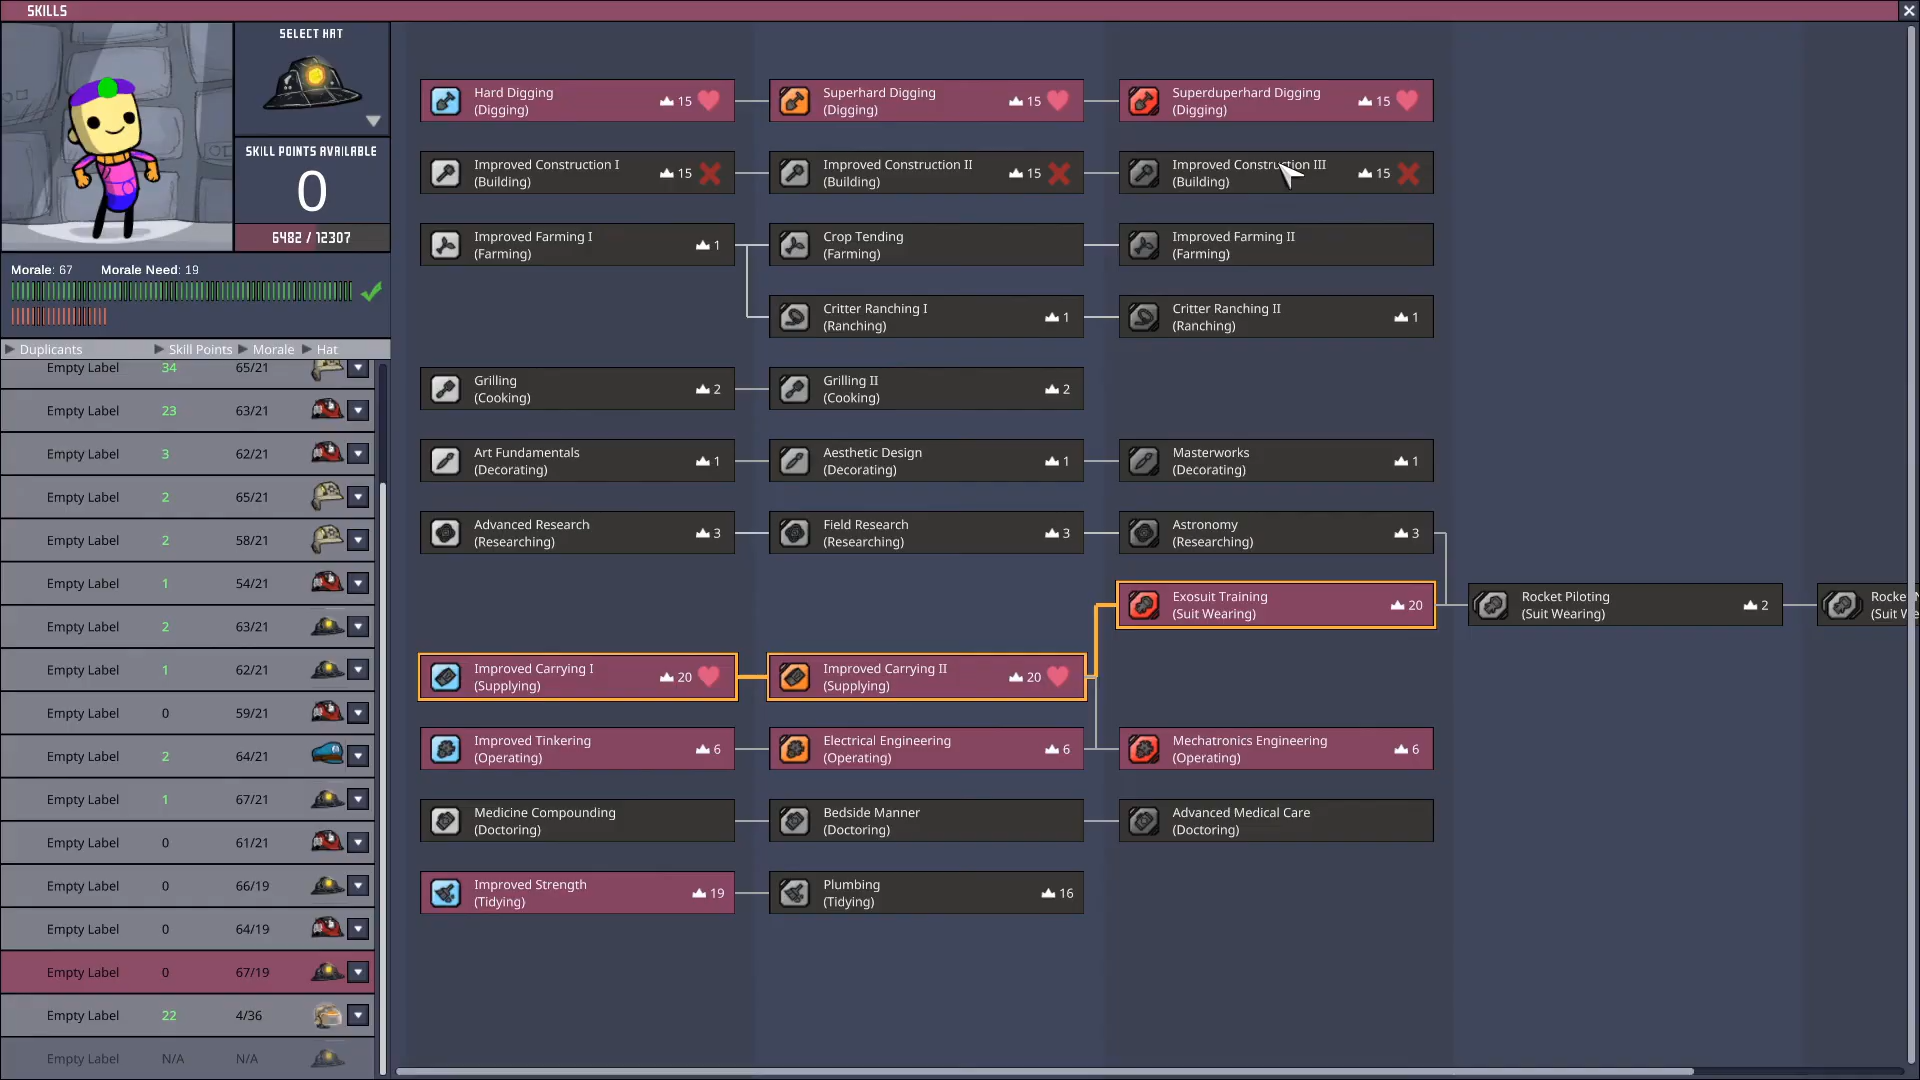 SKILLS
SELECT HAT
SKILL POINTS AVAILABLE
0
6482 / 12307
Morale: 67 Morale Need: 19
Duplicants Skill Points Morale Hat
Empty Label 34 65/21
Empty Label 23 63/21
Empty Label 3 62/21
Empty Label 2 65/21
Empty Label 2 58/21
Empty Label 1 54/21
Empty Label 2 63/21
Empty Label 1 62/21
Empty Label 0 59/21
Empty Label 2 64/21
Empty Label 1 67/21
Empty Label 0 61/21
Empty Label 0 66/19
Empty Label 0 64/19
Empty Label 0 67/19
Empty Label 22 4/36
Empty Label N/A N/A
Hard Digging
(Digging)
15
Superhard Digging
(Digging)
15
Superduperhard Digging
(Digging)
15
Improved Construction I
(Building)
15
Improved Construction II
(Building)
15
Improved Construction III
(Building)
15
Improved Farming I
(Farming)
1
Crop Tending
(Farming)
Improved Farming II
(Farming)
Critter Ranching I
(Ranching)
1
Critter Ranching II
(Ranching)
1
Grilling
(Cooking)
2
Grilling II
(Cooking)
2
Art Fundamentals
(Decorating)
1
Aesthetic Design
(Decorating)
1
Masterworks
(Decorating)
1
Advanced Research
(Researching)
3
Field Research
(Researching)
3
Astronomy
(Researching)
3
Exosuit Training
(Suit Wearing)
20
Rocket Piloting
(Suit Wearing)
2
Rocke
(Suit We
Improved Carrying I
(Supplying)
20
Improved Carrying II
(Supplying)
20
Improved Tinkering
(Operating)
6
Electrical Engineering
(Operating)
6
Mechatronics Engineering
(Operating)
6
Medicine Compounding
(Doctoring)
Bedside Manner
(Doctoring)
Advanced Medical Care
(Doctoring)
Improved Strength
(Tidying)
19
Plumbing
(Tidying)
16